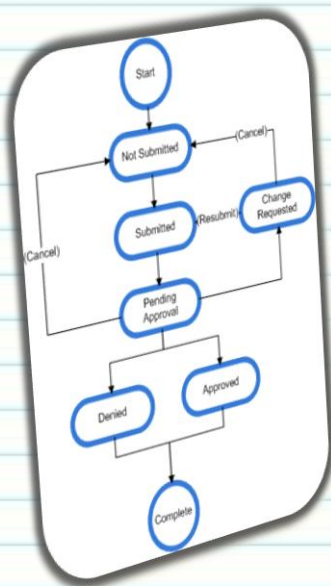 Start
Not Submitted
(Cancel)
Submitted
(Resubmit)
Change
Requested
(Cancel)
Pending
Approval
Denied
Approved
Complete